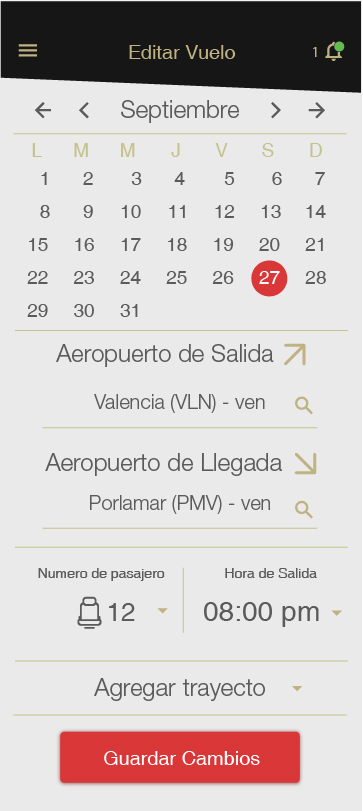 Editar Vuelo 1
Septiembre
L M M J V S D
1 2 3 4 5 6 7
8 9 10 11 12 13 14
15 16 17 18 19 20 21
22 23 24 25 26 27 28
29 30 31
Aeropuerto de Salida
Valencia (VLN) - ven
Aeropuerto de Llegada
Porlamar (PMV) - ven
Numero de pasajero Hora de Salida
12 08:00 pm
Agregar trayecto
Guardar Cambios